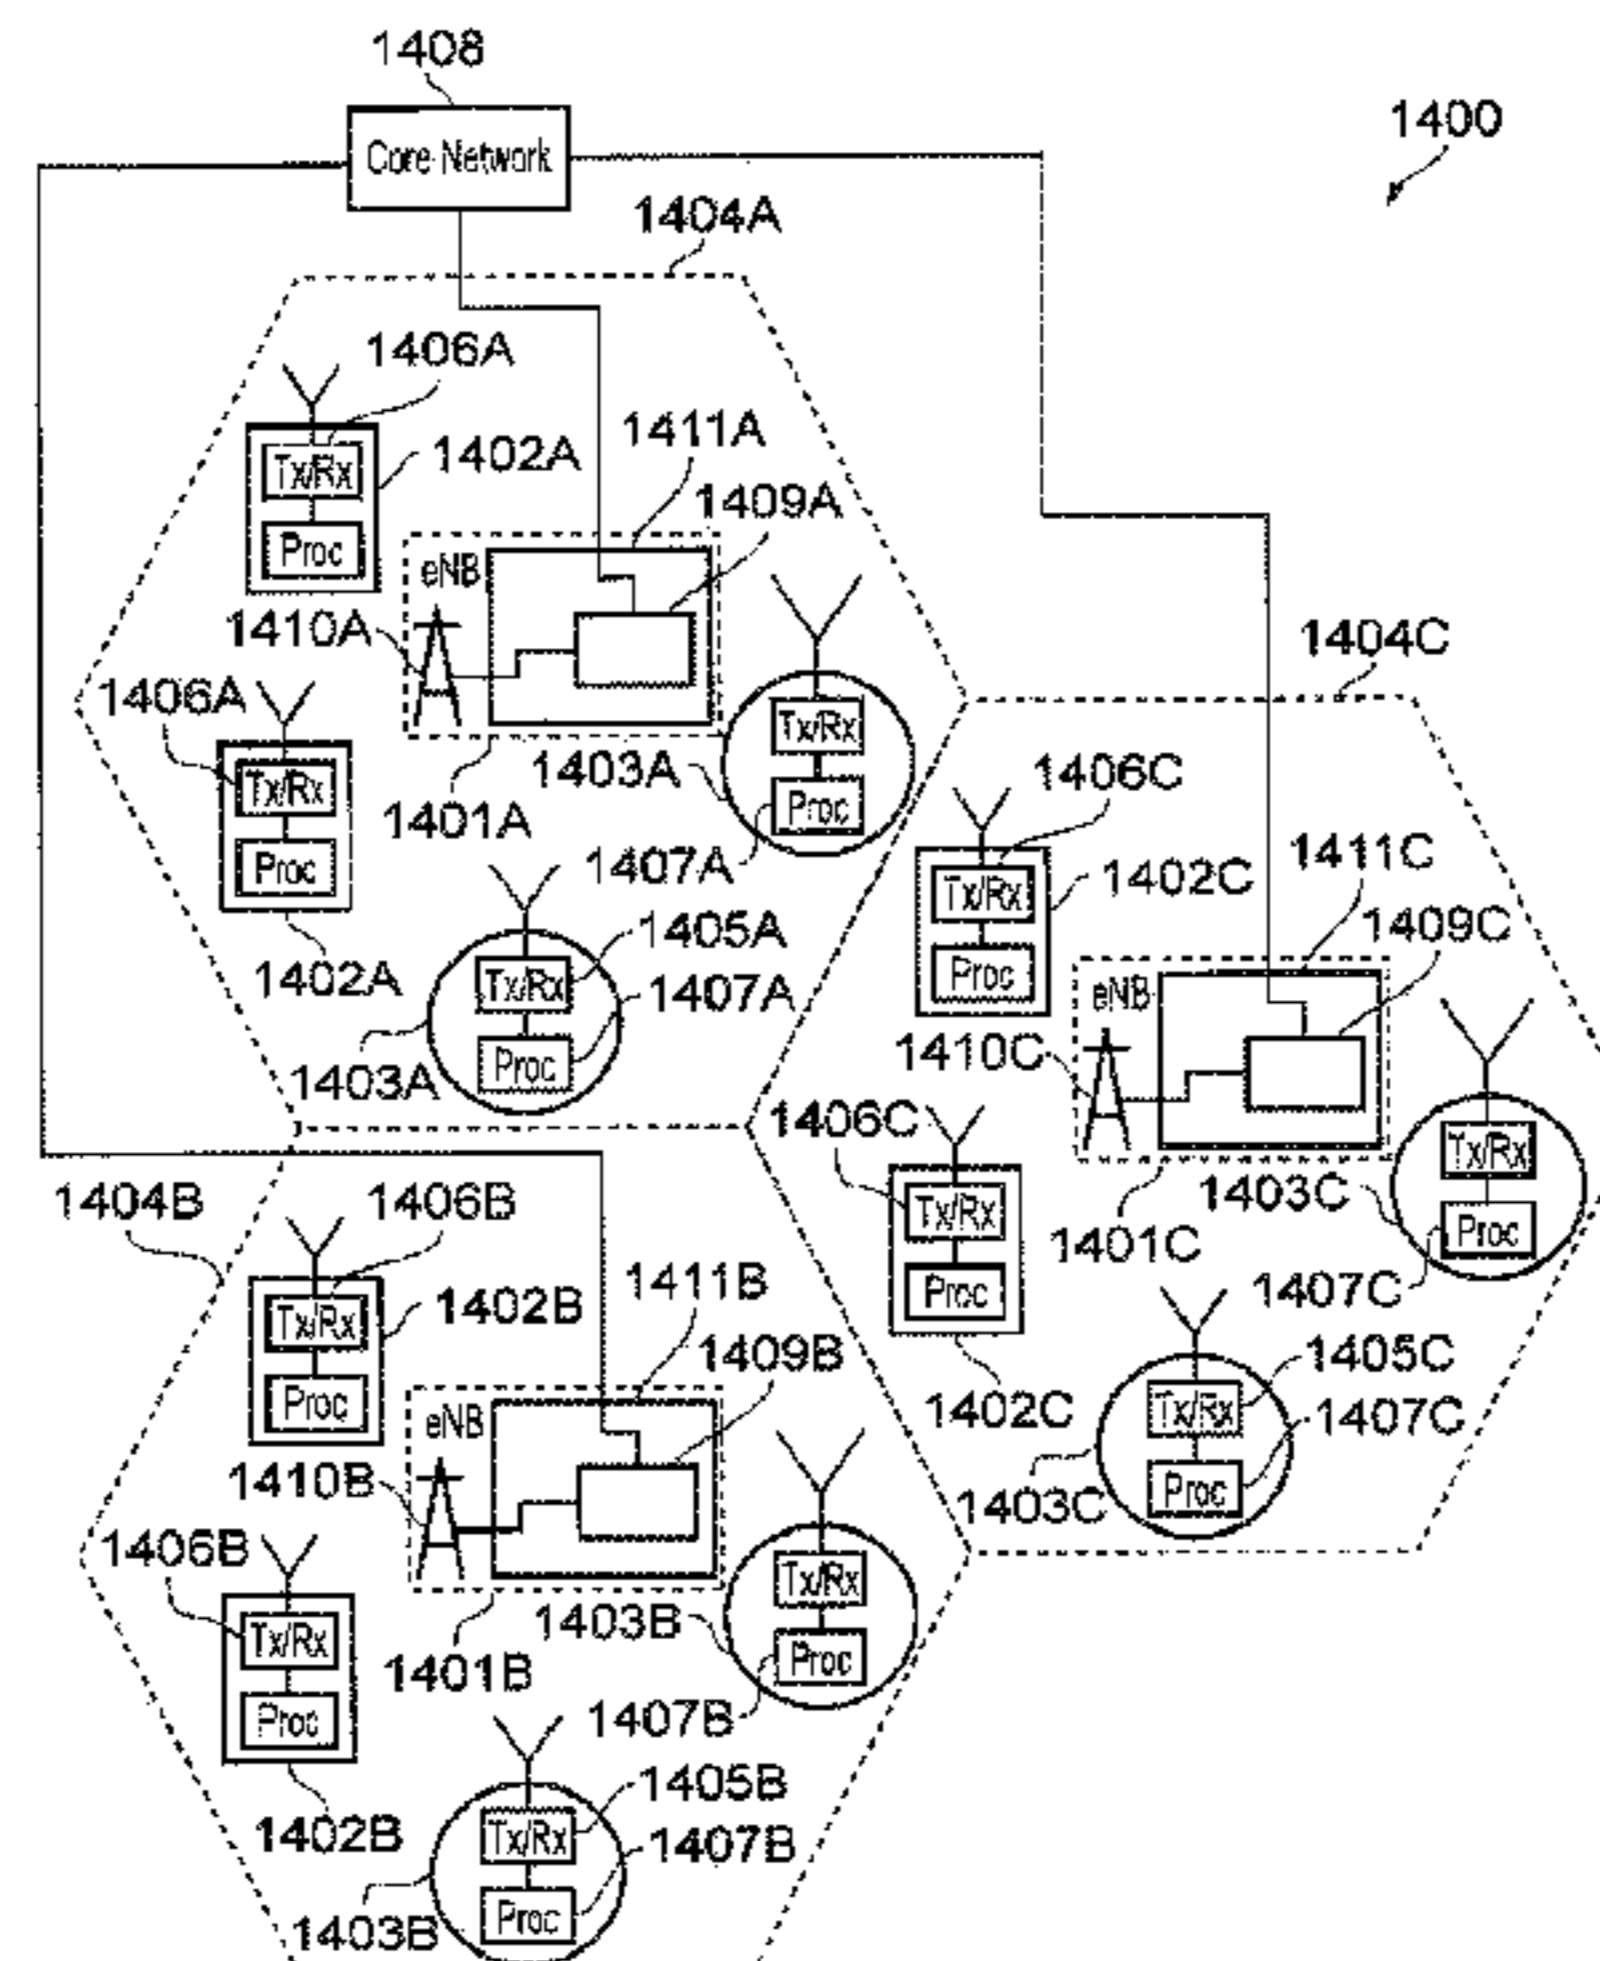 1408
Core Network
1400
1404A
1406A
1411A
1402A
Tx/Rx
1409A
Proc
eNB
1410A
1404C
1406A
Tx/Rx
1403A
1406C
Tx/Rx
1401A
Proc
1407A
1411C
Proc
1402C
Tx/Rx
1405A
1409C
1402A
Tx/Rx
Proc
1407A
eNB
1410C
Proc
1403A
1406C
Tx/Rx
1404B
1406B
1403C
Tx/Rx
1401C
Proc
1411B
1407C
Proc
1402B
Tx/Rx
1409B
1405C
Proc
1402C
Tx/Rx
1407C
eNB
1410B
Proc
1403C
1406B
Tx/Rx
1403B
Tx/Rx
1401B
Proc
1407B
Proc
1405B
1402B
Tx/Rx
1407B
Proc
1403B